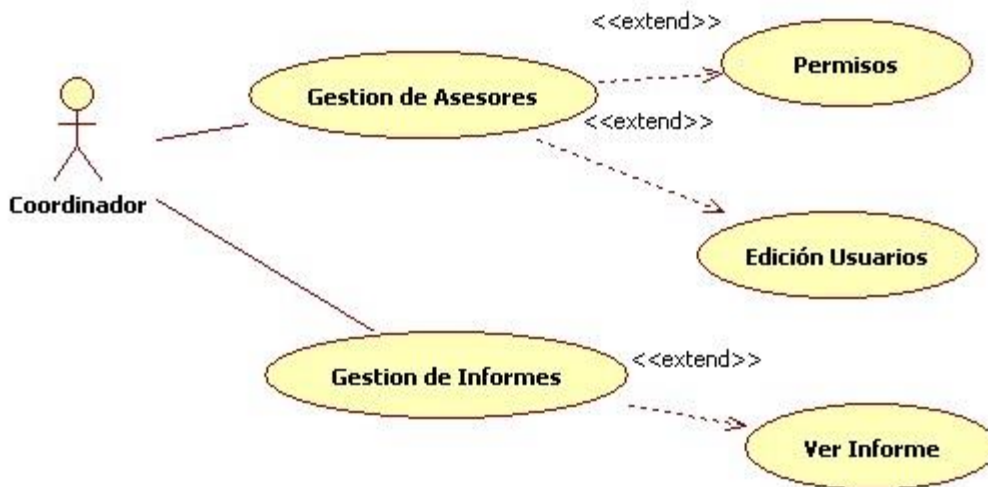 <<extend>>
Permisos
Gestion de Asesores
<<extend>>
Coordinador
Edición Usuarios
<<extend>>
Gestion de Informes
Ver Informe